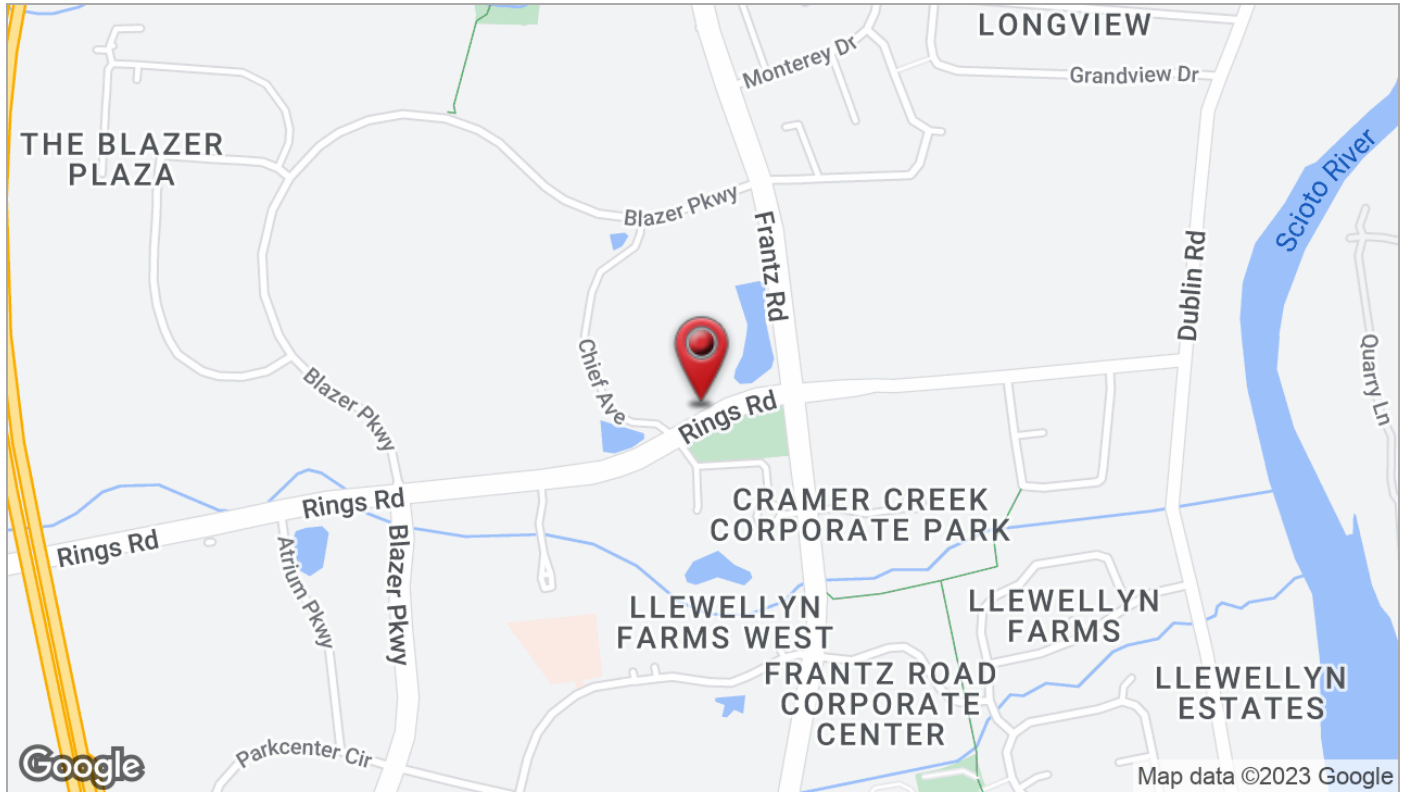 LONGVIEW
Monterey Dr
Grandview Dr
THE BLAZER
PLAZA
Scioto River
Blazer Pkwy
Frantz Rd
Dublin Rd
Quarry Ln
Chief Ave
Blazer Pkwy
Rings Rd
Rings Rd
Rings Rd
CRAMER CREEK
CORPORATE PARK
Atrium Pkwy
Blazer Pkwy
LLEWELLYN
FARMS WEST
LLEWELLYN
FARMS
FRANTZ ROAD
CORPORATE
CENTER
LLEWELLYN
ESTATES
Parkcenter Cir
Google
Map data ©2023 Google